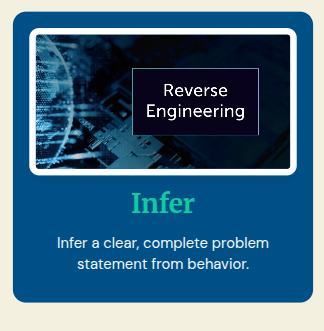 Reverse
Engineering
Infer
Infer a clear, complete problem
statement from behavior.